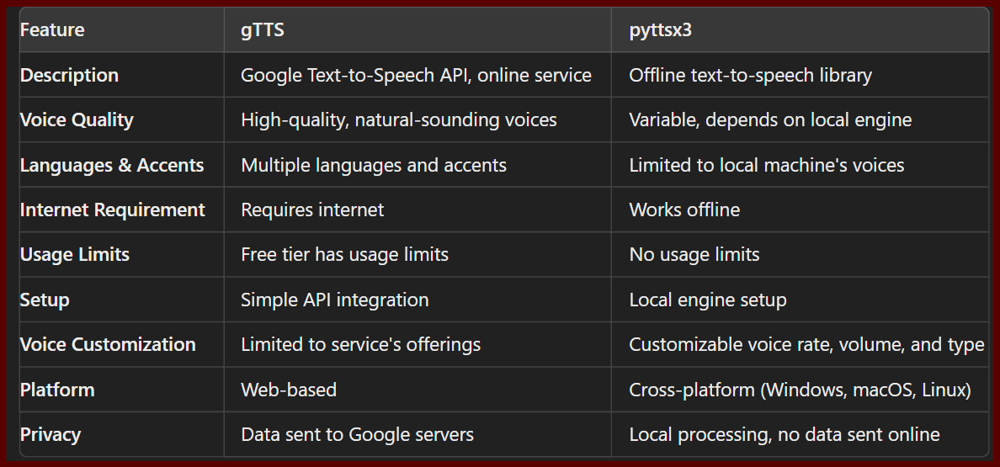 Feature gTTS pyttsx3
Description Google Text-to-Speech API, online service Offline text-to-speech library
Voice Quality High-quality, natural-sounding voices Variable, depends on local engine
Languages & Accents Multiple languages and accents Limited to local machine's voices
Internet Requirement Requires internet Works offline
Usage Limits Free tier has usage limits No usage limits
Setup Simple API integration Local engine setup
Voice Customization Limited to service's offerings Customizable voice rate, volume, and type
Platform Web-based Cross-platform (Windows, macOS, Linux)
Privacy Data sent to Google servers Local processing, no data sent online